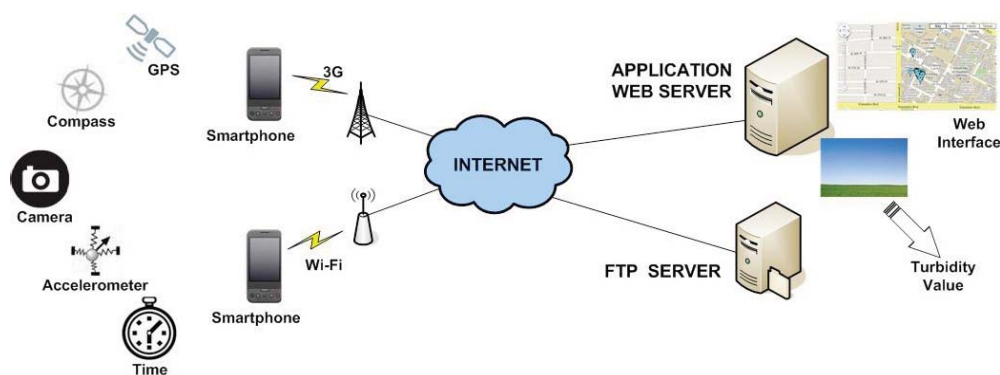 GPS
Compass
Camera
Accelerometer
Time
Smartphone
3G
Smartphone
Wi-Fi
INTERNET
APPLICATION
WEB SERVER
FTP SERVER
Web
Interface
Turbidity
Value